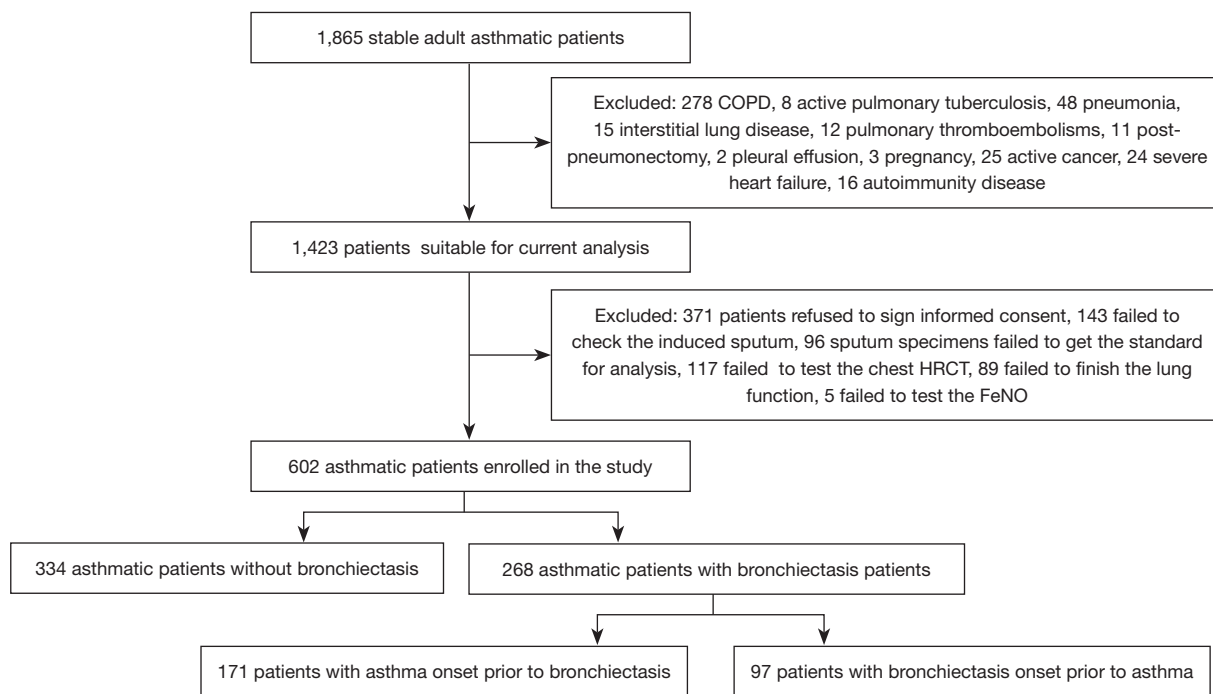 1,865 stable adult asthmatic patients
Excluded: 278 COPD, 8 active pulmonary tuberculosis, 48 pneumonia,
15 interstitial lung disease, 12 pulmonary thromboembolisms, 11 post-
pneumonectomy, 2 pleural effusion, 3 pregnancy, 25 active cancer, 24 severe
heart failure, 16 autoimmunity disease
1,423 patients suitable for current analysis
Excluded: 371 patients refused to sign informed consent, 143 failed to
check the induced sputum, 96 sputum specimens failed to get the standard
for analysis, 117 failed to test the chest HRCT, 89 failed to finish the lung
function, 5 failed to test the FeNO
602 asthmatic patients enrolled in the study
334 asthmatic patients without bronchiectasis
268 asthmatic patients with bronchiectasis patients
171 patients with asthma onset prior to bronchiectasis
97 patients with bronchiectasis onset prior to asthma